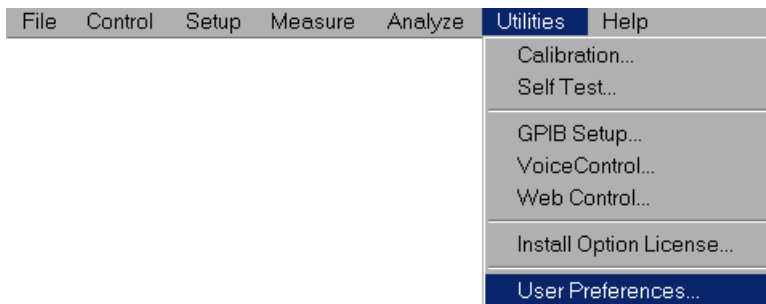 File Control Setup Measure Analyze Utilities Help
Calibration...
Self Test...
GPIB Setup...
VoiceControl...
Web Control...
Install Option License...
User Preferences...